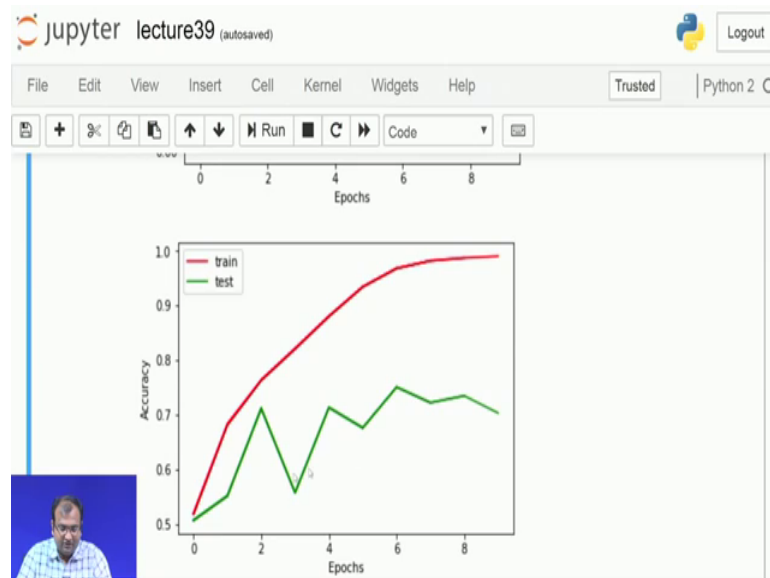 jupyter lecture39 (autosaved) Logout
File Edit View Insert Cell Kernel Widgets Help Trusted Python 2
Run Code
0.00
0 2 4 6 8
Epochs
1.0
train
test
0.9
0.8
Accuracy
0.7
0.6
0.5
0 2 4 6 8
Epochs